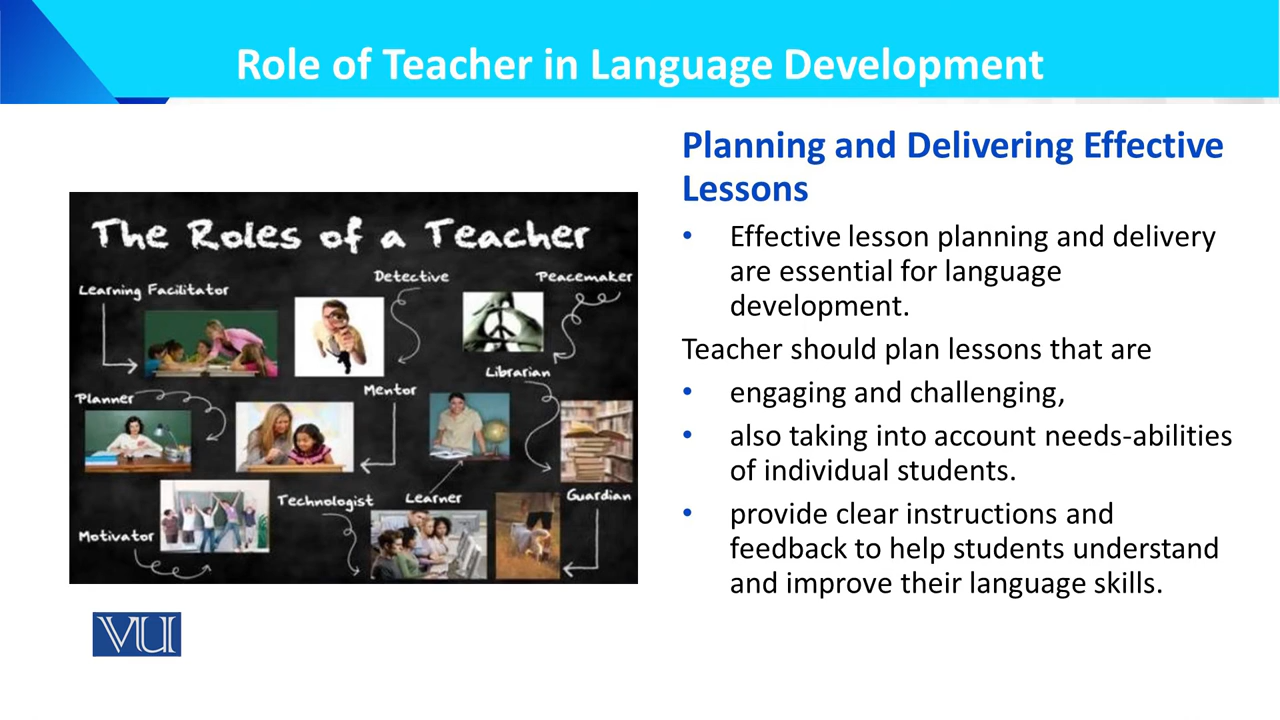 Role of Teacher in Language Development
Planning and Delivering Effective
Lessons
• Effective lesson planning and delivery
are essential for language
development.
Teacher should plan lessons that are
• engaging and challenging,
• also taking into account needs-abilities
of individual students.
• provide clear instructions and
feedback to help students understand
and improve their language skills.
The Roles of a Teacher
Learning Facilitator
Detective
Peacemaker
Planner
Mentor
Librarian
Motivator
Technologist
Learner
Guardian
VU